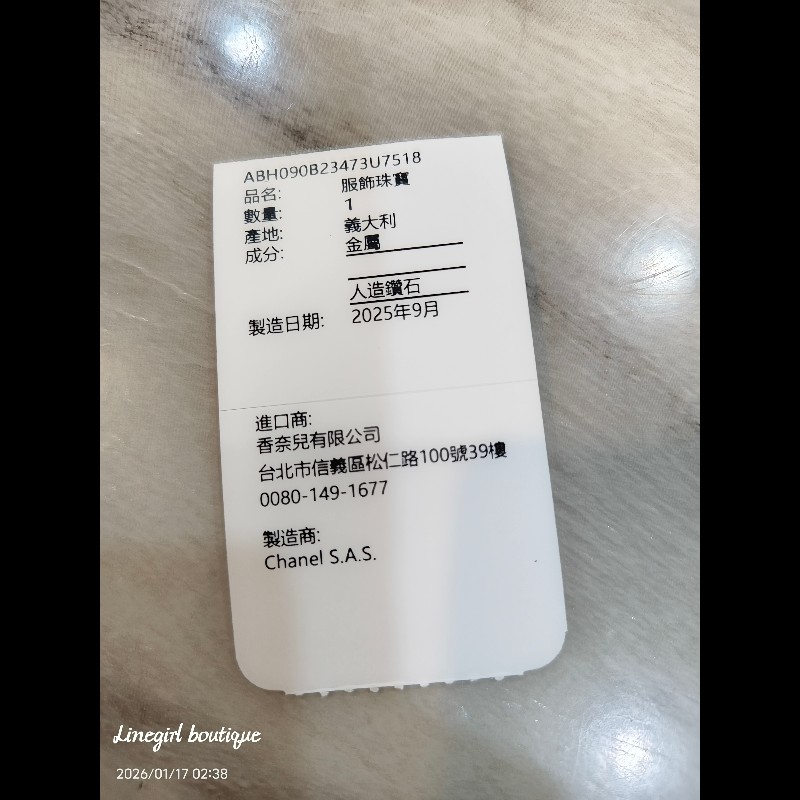 ABH090B23473U7518
品名: 服飾珠寶
數量: 1
產地: 義大利
成分: 金屬
人造鑽石
製造日期: 2025年9月
進口商:
香奈兒有限公司
台北市信義區松仁路100號39樓
0080-149-1677
製造商:
Chanel S.A.S.
Linegirl boutique
2026/01/17 02:38